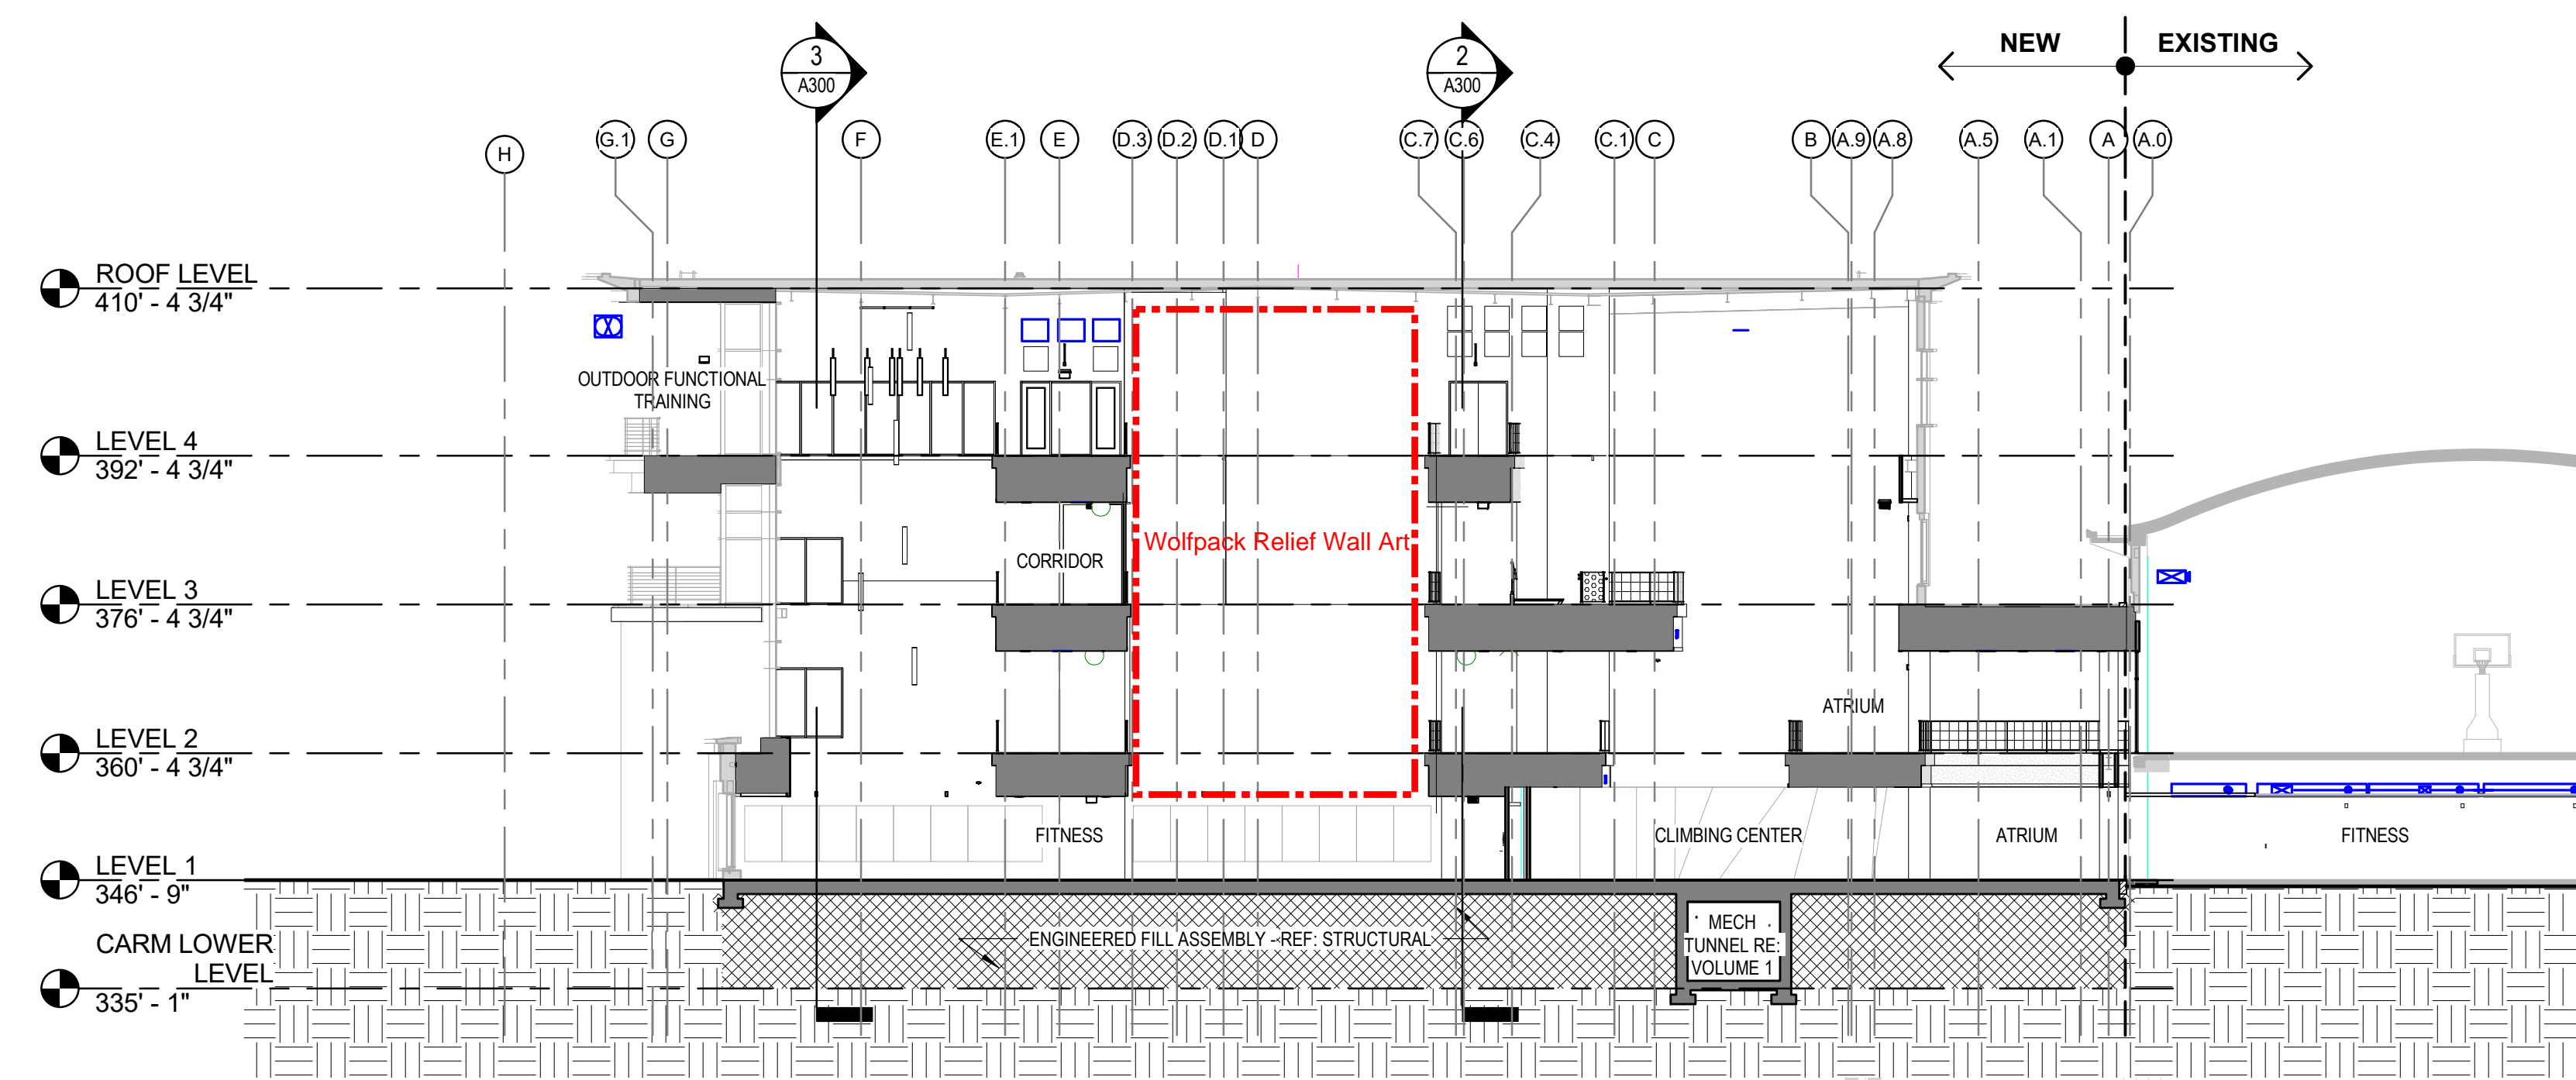 3
A300
2
A300
NEW
EXISTING
H
G.1
G
F
E.1
E
D.3
D.2
D.1
D
C.7
C.6
C.4
C.1
C
B
A.9
A.8
A.5
A.1
A
A.0
ROOF LEVEL
410' - 4 3/4"
OUTDOOR FUNCTIONAL
TRAINING
LEVEL 4
392' - 4 3/4"
Wolfpack Relief Wall Art
CORRIDOR
LEVEL 3
376' - 4 3/4"
ATRIUM
LEVEL 2
360' - 4 3/4"
FITNESS
CLIMBING CENTER
ATRIUM
FITNESS
LEVEL 1
346' - 9"
ENGINEERED FILL ASSEMBLY - REF: STRUCTURAL
MECH
TUNNEL RE:
VOLUME 1
CARM LOWER
LEVEL
335' - 1"